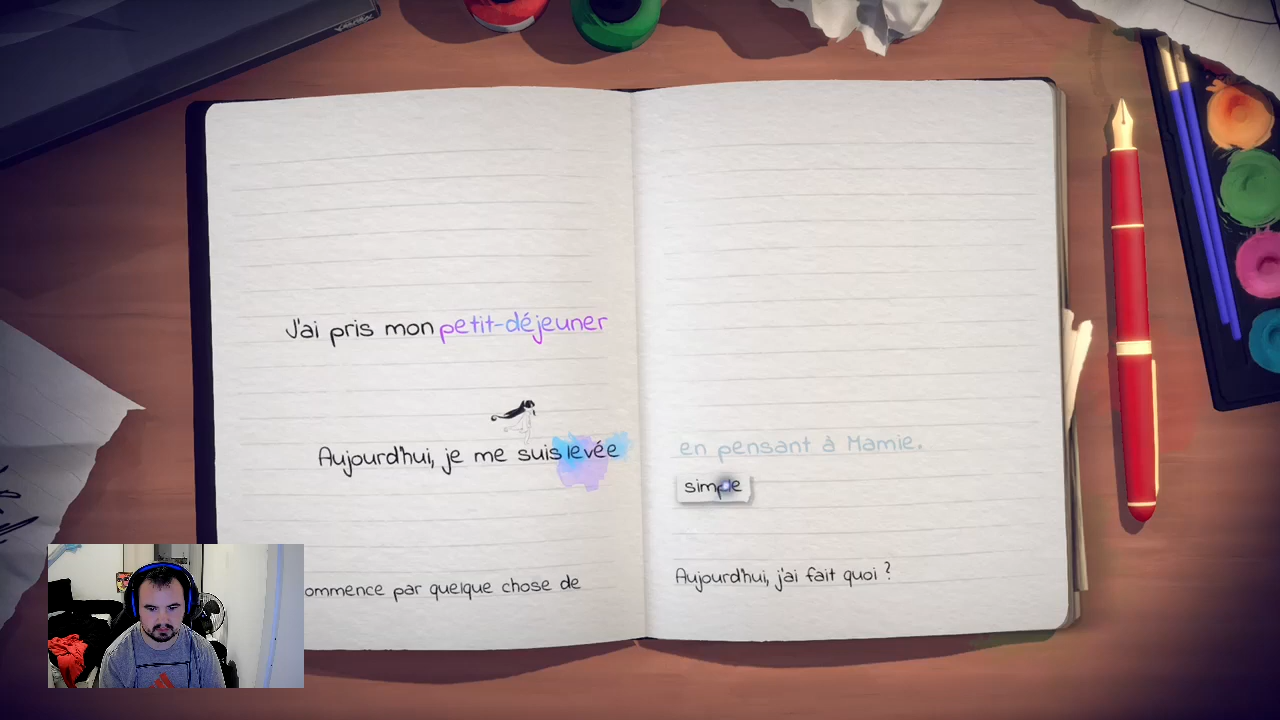 J'ai pris mon petit-déjeuner
Aujourd'hui, je me suis levée
ommence par quelque chose de
en pensant à Mamie.
simple
Aujourd'hui, j'ai fait quoi ?